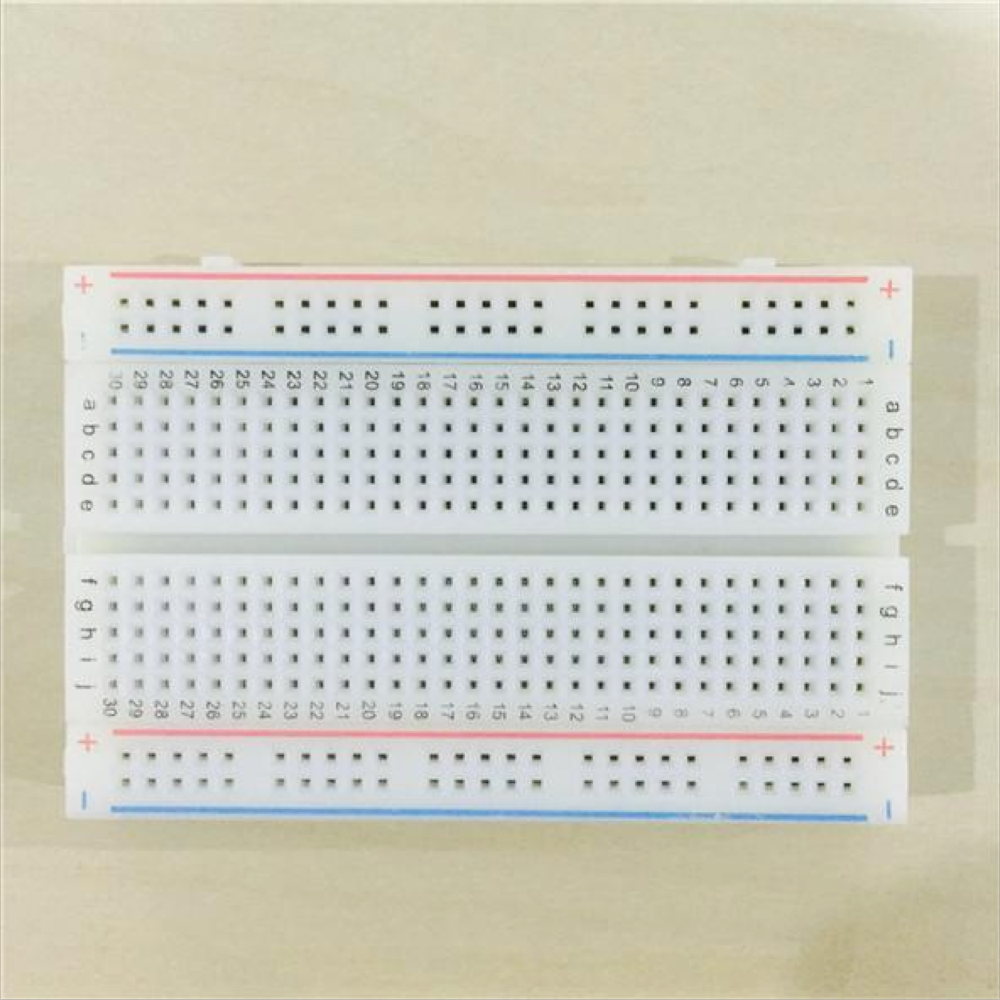 + +
- -
30 29 28 27 26 25 24 23 22 21 20 19 18 17 16 15 14 13 12 11 10 9 8 7 6 5 4 3 2 1
a a
b b
c c
d d
e e
f f
g g
h h
i i
j j
30 29 28 27 26 25 24 23 22 21 20 19 18 17 16 15 14 13 12 11 10 9 8 7 6 5 4 3 2 1
+ +
- -